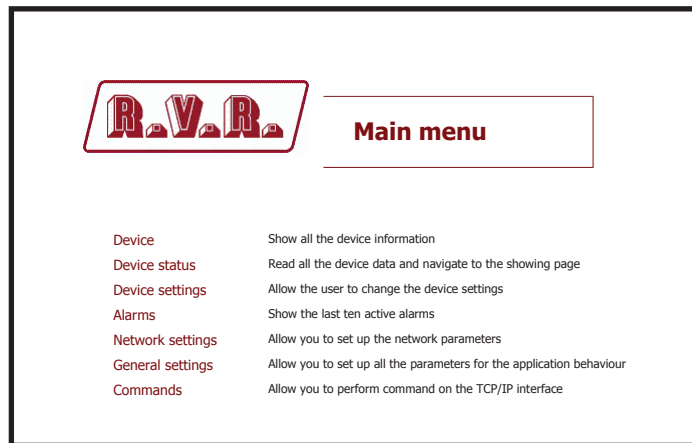 R.V.R.
Main menu
Device Show all the device information
Device status Read all the device data and navigate to the showing page
Device settings Allow the user to change the device settings
Alarms Show the last ten active alarms
Network settings Allow you to set up the network parameters
General settings Allow you to set up all the parameters for the application behaviour
Commands Allow you to perform command on the TCP/IP interface